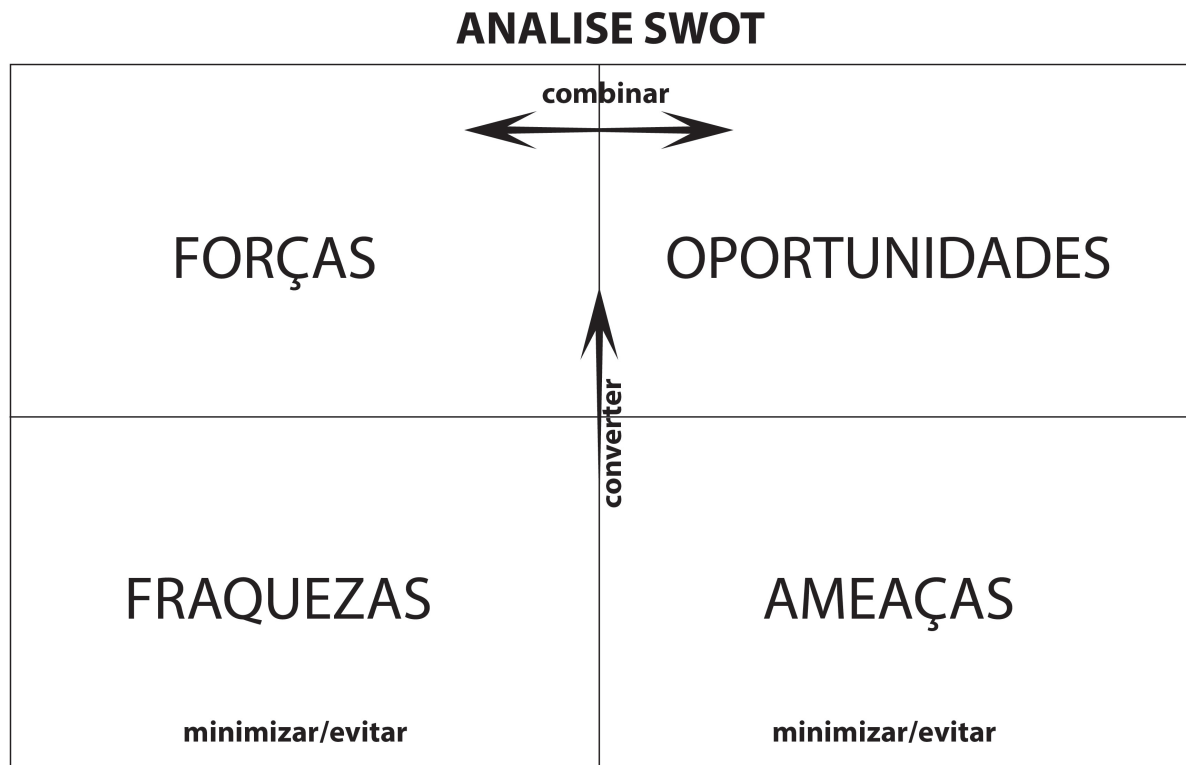 ANALISE SWOT
combinar
FORÇAS
OPORTUNIDADES
converter
FRAQUEZAS
AMEAÇAS
minimizar/evitar
minimizar/evitar